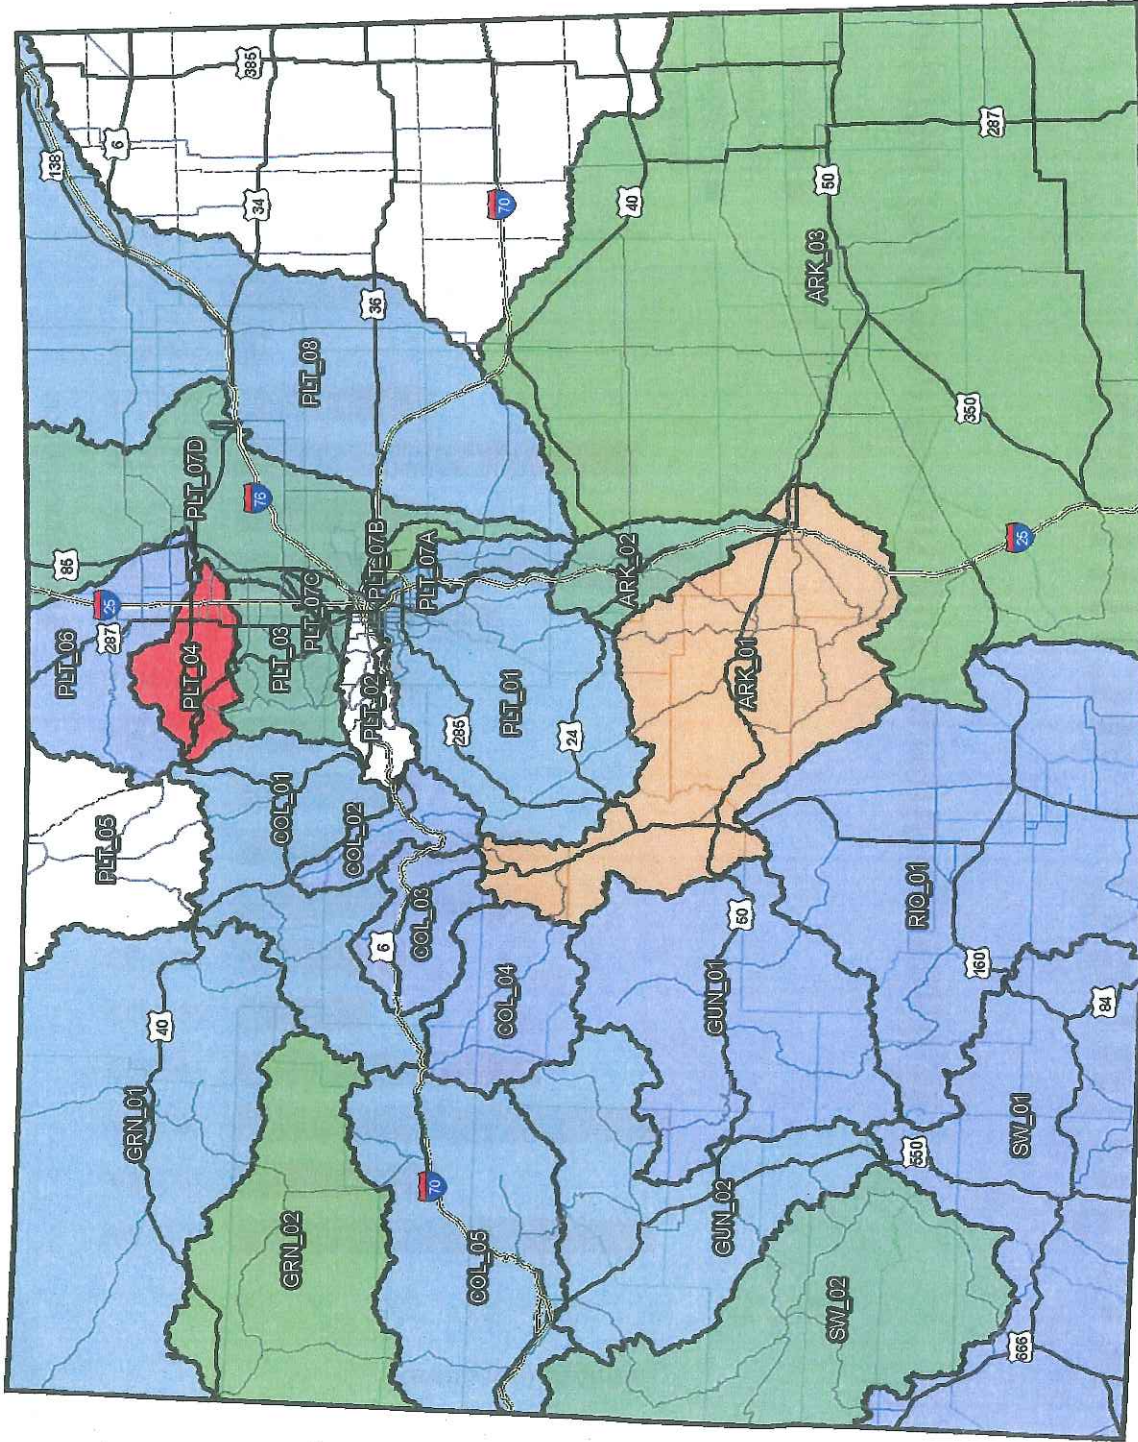 GRN_01
40
PLT_05
PLT_06
287
25
85
138
6
PLT_04
PLT_07D
385
GRN_02
COL_01
PLT_03
76
34
PLT_07C
PLT_08
COL_02
6
PLT_02
PLT_07B
36
COL_03
PLT_07A
70
COL_05
285
70
COL_04
PLT_01
24
ARK_02
40
GUN_02
GUN_01
50
ARK_01
SW_02
ARK_03
50
550
RIO_01
160
350
287
666
SW_01
25
84